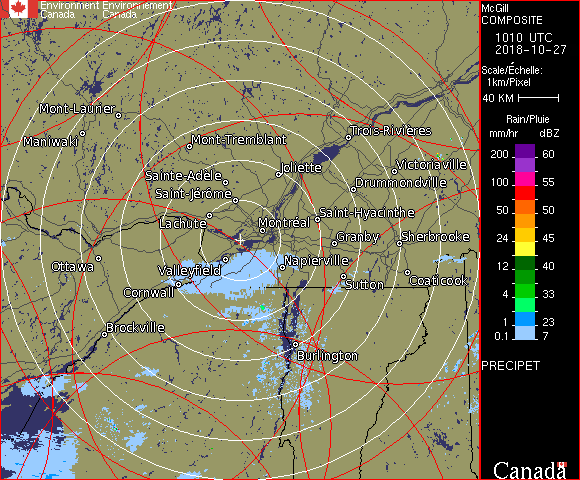 Environment Environnement
Canada Canada
McGill
COMPOSITE
1010 UTC
2018-10-27
Scale/Échelle:
1km/Pixel
40 KM
Rain/Pluie
mm/hr dBZ
200 60
155 57
100 55
50 50
24 45
12 40
4 33
1 23
0.1 7
PRECIPET
Canada
Mont-Laurier
Maniwaki
Mont-Tremblant
Trois-Rivières
Sainte-Adèle
Joliette
Victoriaville
Saint-Jérôme
Drummondville
Lachute
Montréal
Saint-Hyacinthe
Granby
Sherbrooke
Ottawa
Valleyfield
Napierville
Cornwall
Sutton
Coaticook
Brockville
Burlington